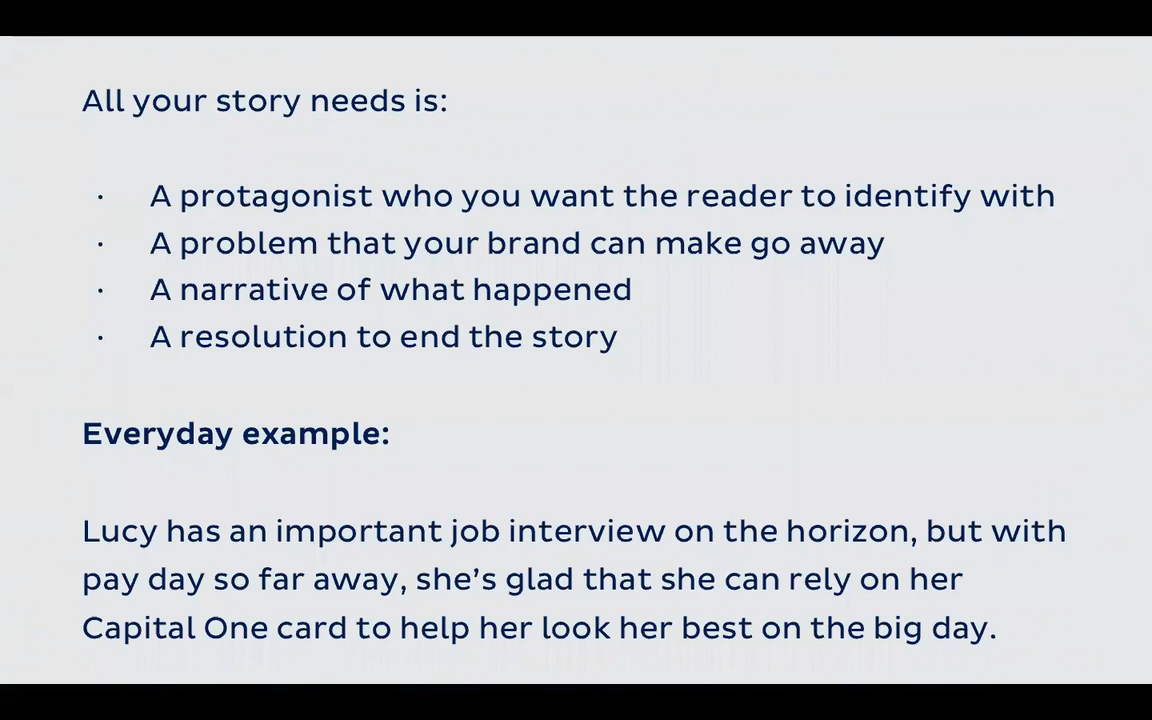 All your story needs is:
· A protagonist who you want the reader to identify with
· A problem that your brand can make go away
· A narrative of what happened
· A resolution to end the story
Everyday example:
Lucy has an important job interview on the horizon, but with
pay day so far away, she’s glad that she can rely on her
Capital One card to help her look her best on the big day.